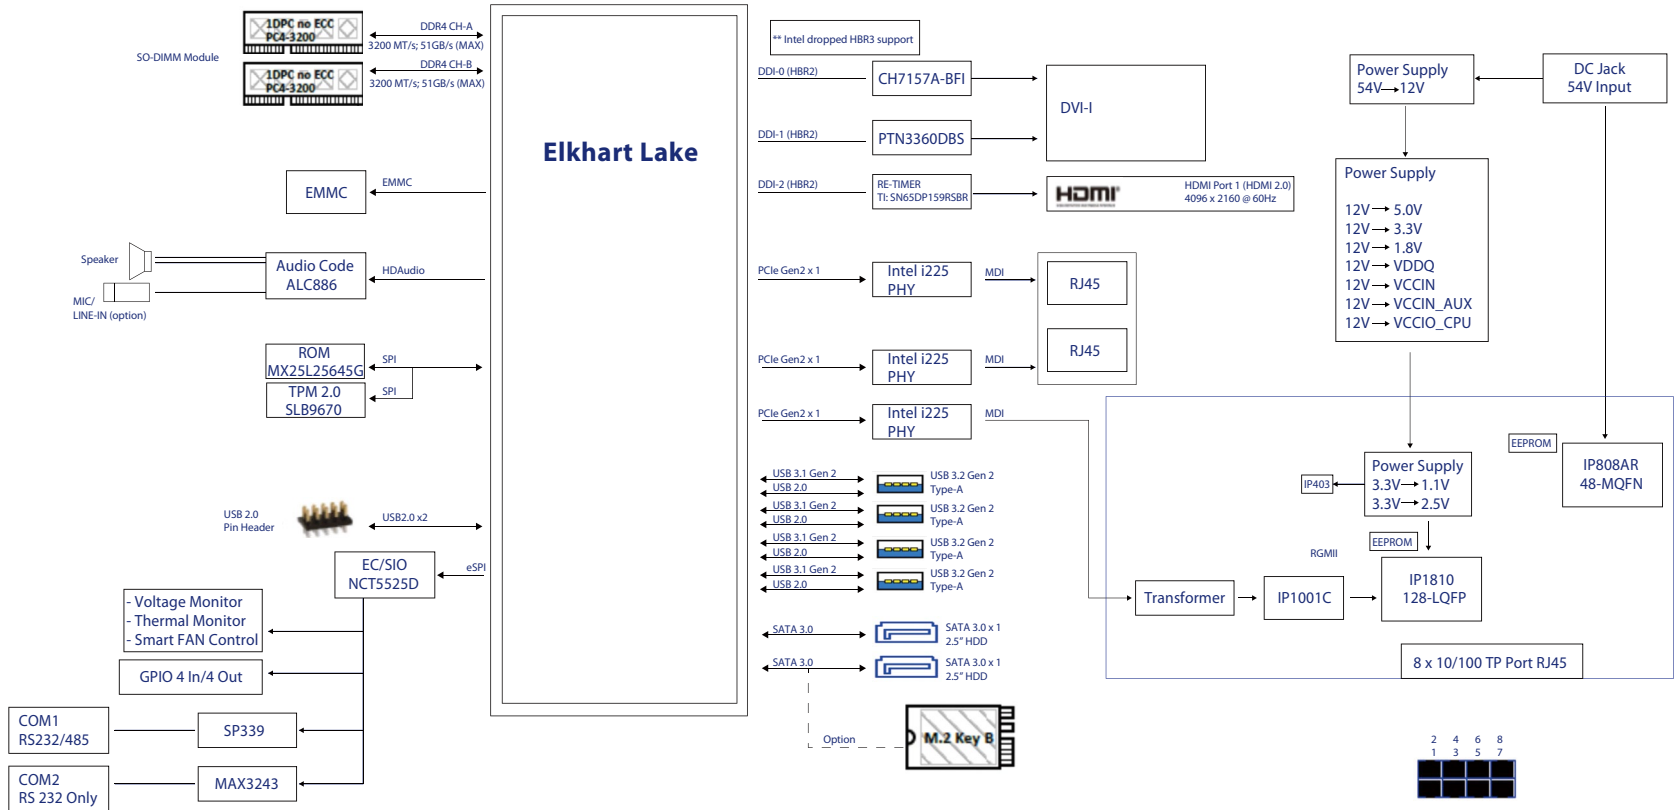 1DPC no ECC
PC4-3200
DDR4 CH-A
3200 MT/s; 51GB/s (MAX)
SO-DIMM Module
1DPC no ECC
PC4-3200
DDR4 CH-B
3200 MT/s; 51GB/s (MAX)
EMMC
EMMC
Speaker
MIC/
LINE-IN (option)
Audio Code
ALC886
HDAudio
ROM
MX25L25645G
SPI
TPM 2.0
SLB9670
SPI
USB 2.0
Pin Header
USB2.0 x2
EC/SIO
NCT5525D
eSPI
- Voltage Monitor
- Thermal Monitor
- Smart FAN Control
GPIO 4 In/4 Out
COM1
RS232/485
SP339
COM2
RS 232 Only
MAX3243
Elkhart Lake
** Intel dropped HBR3 support
DDI-0 (HBR2)
CH7157A-BFI
DVI-I
DDI-1 (HBR2)
PTN3360DBS
DDI-2 (HBR2)
RE-TIMER
TI: SN65DP159RSBR
HDMI
HDMI Port 1 (HDMI 2.0)
4096 x 2160 @ 60Hz
PCIe Gen2 x 1
Intel i225
PHY
MDI
RJ45
RJ45
PCIe Gen2 x 1
Intel i225
PHY
MDI
PCIe Gen2 x 1
Intel i225
PHY
MDI
USB 3.1 Gen 2
USB 2.0
USB 3.2 Gen 2
Type-A
USB 3.1 Gen 2
USB 2.0
USB 3.2 Gen 2
Type-A
USB 3.1 Gen 2
USB 2.0
USB 3.2 Gen 2
Type-A
USB 3.1 Gen 2
USB 2.0
USB 3.2 Gen 2
Type-A
SATA 3.0
SATA 3.0 x 1
2.5” HDD
SATA 3.0
SATA 3.0 x 1
2.5” HDD
Option
M.2 Key B
Power Supply
54V→12V
DC Jack
54V Input
Power Supply
12V→5.0V
12V→3.3V
12V→1.8V
12V→VDDQ
12V→VCCIN
12V→VCCIN_AUX
12V→VCCIO_CPU
EEPROM
IP808AR
48-MQFN
Power Supply
3.3V→1.1V
3.3V→2.5V
IP403
EEPROM
RGMII
Transformer
IP1001C
IP1810
128-LQFP
8 x 10/100 TP Port RJ45
2 4 6 8
1 3 5 7